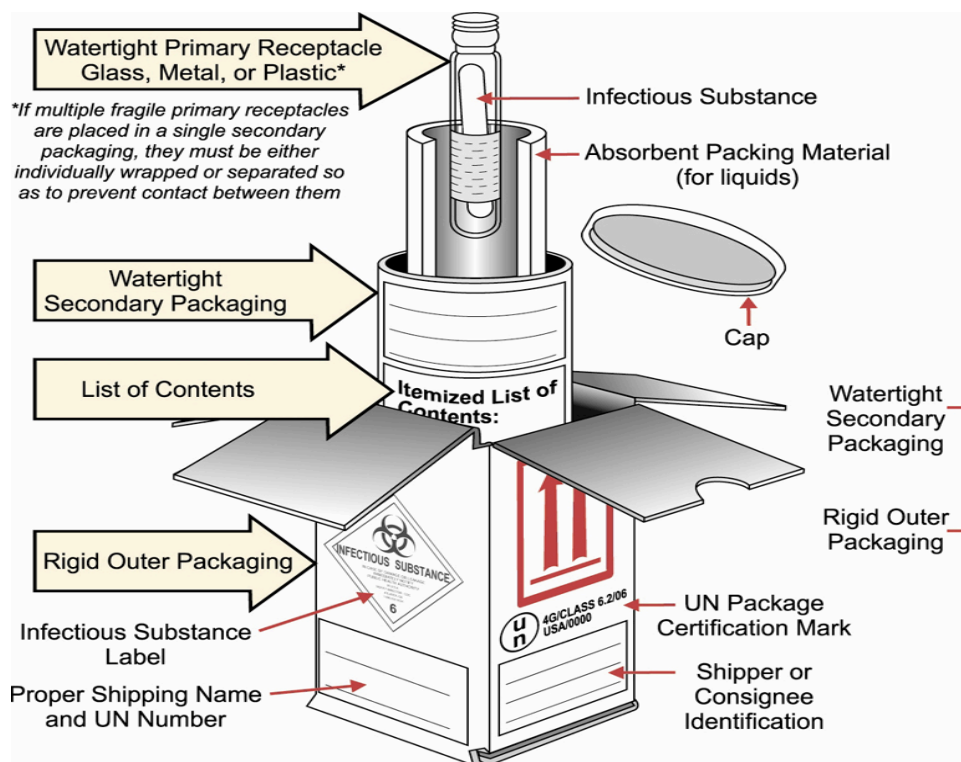 Watertight Primary Receptacle
Glass, Metal, or Plastic*
*If multiple fragile primary receptacles
are placed in a single secondary
packaging, they must be either
individually wrapped or separated so
as to prevent contact between them
Infectious Substance
Absorbent Packing Material
(for liquids)
Watertight
Secondary Packaging
Cap
List of Contents
Itemized List of
Contents:
Watertight
Secondary
Packaging
Rigid Outer
Packaging
Rigid Outer Packaging
INFECTIOUS SUBSTANCE
6
un
4G/CLASS 6.2/06
USA/0000
UN Package
Certification Mark
Infectious Substance
Label
Proper Shipping Name
and UN Number
Shipper or
Consignee
Identification